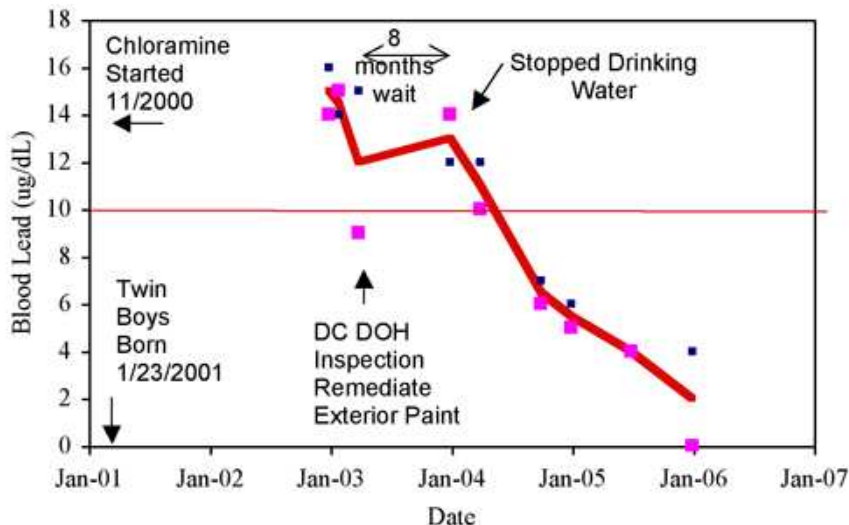 18
16
14
12
10
8
6
4
2
0
Blood Lead (ug/dL)
Chloramine
Started
11/2000
8
months
wait
Stopped Drinking
Water
Twin
Boys
Born
1/23/2001
DC DOH
Inspection
Remediate
Exterior Paint
Jan-01 Jan-02 Jan-03 Jan-04 Jan-05 Jan-06 Jan-07
Date